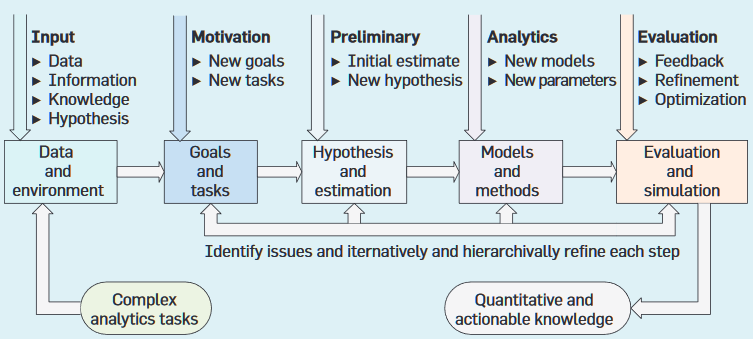 Input
► Data
► Information
► Knowledge
► Hypothesis
Motivation
► New goals
► New tasks
Preliminary
► Initial estimate
► New hypothesis
Analytics
► New models
► New parameters
Evaluation
► Feedback
► Refinement
► Optimization
Data
and
environment
Goals
and
tasks
Hypothesis
and
estimation
Models
and
methods
Evaluation
and
simulation
Identify issues and iternatively and hierarchivally refine each step
Complex
analytics tasks
Quantitative and
actionable knowledge